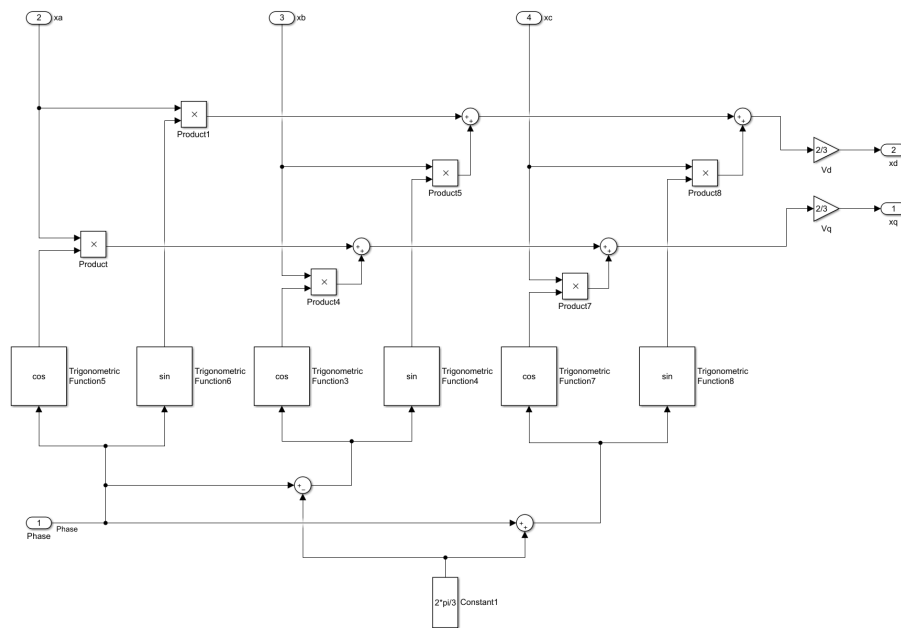 2 xa
3 xb
4 xc
×
Product1
+
+
+
+
2/3
Vd
2
xd
×
Product5
×
Product8
2/3
Vq
1
xq
×
Product
+
+
+
+
×
Product4
×
Product7
cos
Trigonometric
Function5
sin
Trigonometric
Function6
cos
Trigonometric
Function3
sin
Trigonometric
Function4
cos
Trigonometric
Function7
sin
Trigonometric
Function8
+
−
1
Phase
Phase
+
+
2*pi/3
Constant1